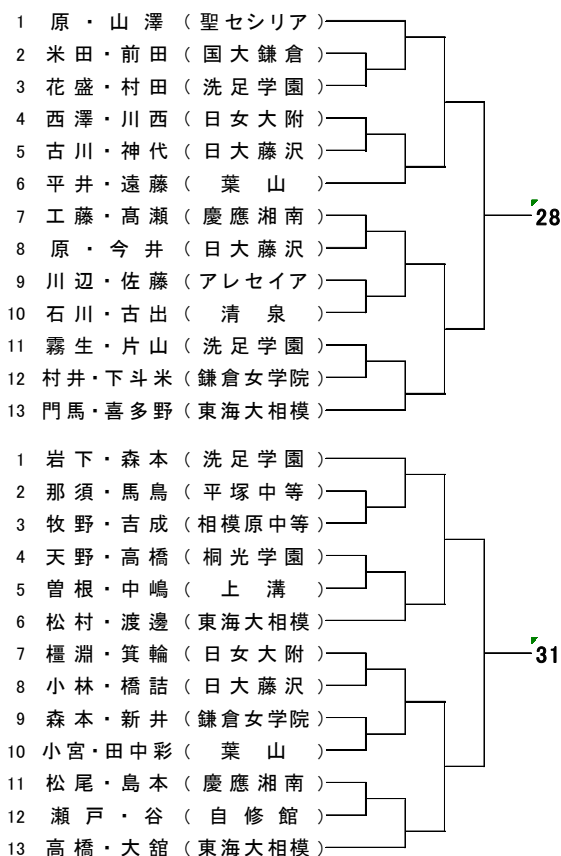 1 原・山澤 (聖セシリア)
2 米田・前田 (国大鎌倉)
3 花盛・村田 (洗足学園)
4 西澤・川西 (日女大附)
5 古川・神代 (日大藤沢)
6 平井・遠藤 (葉山)
7 工藤・髙瀬 (慶應湘南)
28
8 原・今井 (日大藤沢)
9 川辺・佐藤 (アレセイア)
10 石川・古出 (清泉)
11 霧生・片山 (洗足学園)
12 村井・下斗米 (鎌倉女学院)
13 門馬・喜多野 (東海大相模)
1 岩下・森本 (洗足学園)
2 那須・馬鳥 (平塚中等)
3 牧野・吉成 (相模原中等)
4 天野・高橋 (桐光学園)
5 曽根・中嶋 (上溝)
6 松村・渡邊 (東海大相模)
7 橿淵・箕輪 (日女大附)
31
8 小林・橋詰 (日大藤沢)
9 森本・新井 (鎌倉女学院)
10 小宮・田中彩 (葉山)
11 松尾・島本 (慶應湘南)
12 瀬戸・谷 (自修館)
13 高橋・大舘 (東海大相模)